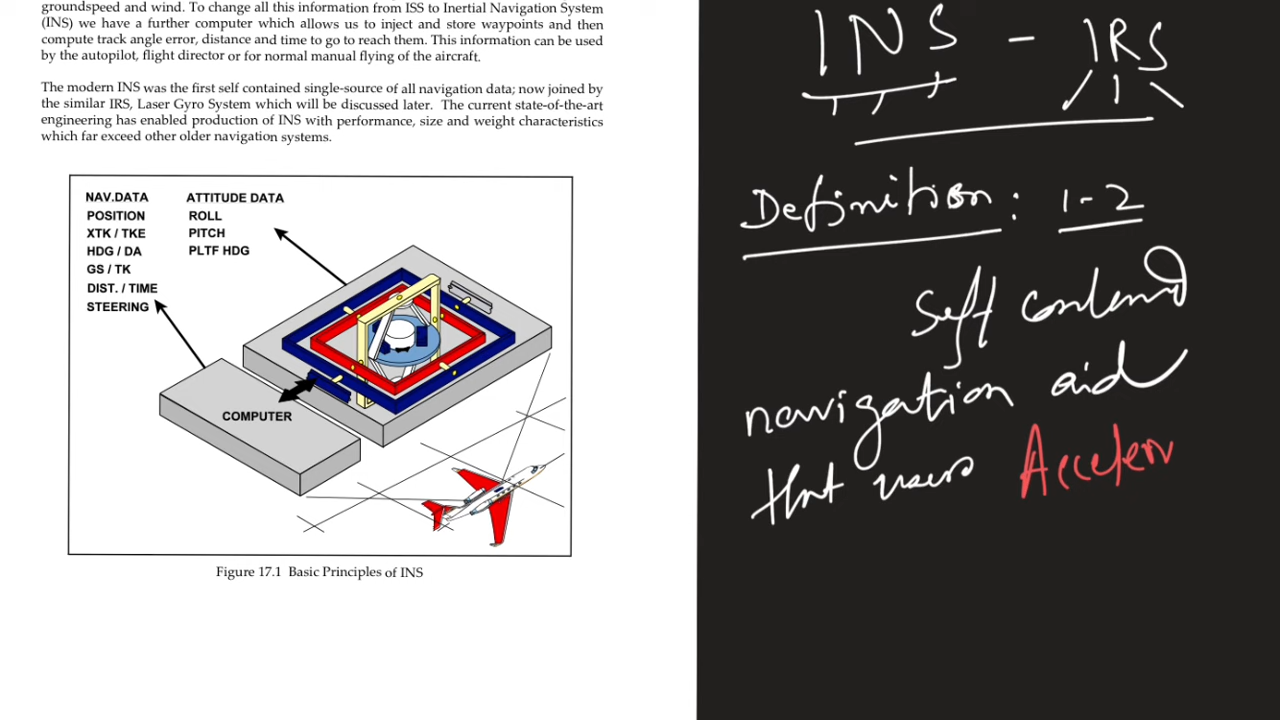 groundspeed and wind. To change all this information from ISS to Inertial Navigation System
(INS) we have a further computer which allows us to inject and store waypoints and then
compute track angle error, distance and time to go to reach them. This information can be used
by the autopilot, flight director or for normal manual flying of the aircraft.
The modern INS was the first self contained single-source of all navigation data; now joined by
the similar IRS, Laser Gyro System which will be discussed later. The current state-of-the-art
engineering has enabled production of INS with performance, size and weight characteristics
which far exceed other older navigation systems.
NAV.DATA
POSITION
XTK / TKE
HDG / DA
GS / TK
DIST. / TIME
STEERING
ATTITUDE DATA
ROLL
PITCH
PLTF HDG
COMPUTER
Figure 17.1 Basic Principles of INS
INS - IRS
Definition : 1-2
Self contained
navigation aid
that uses Acceler